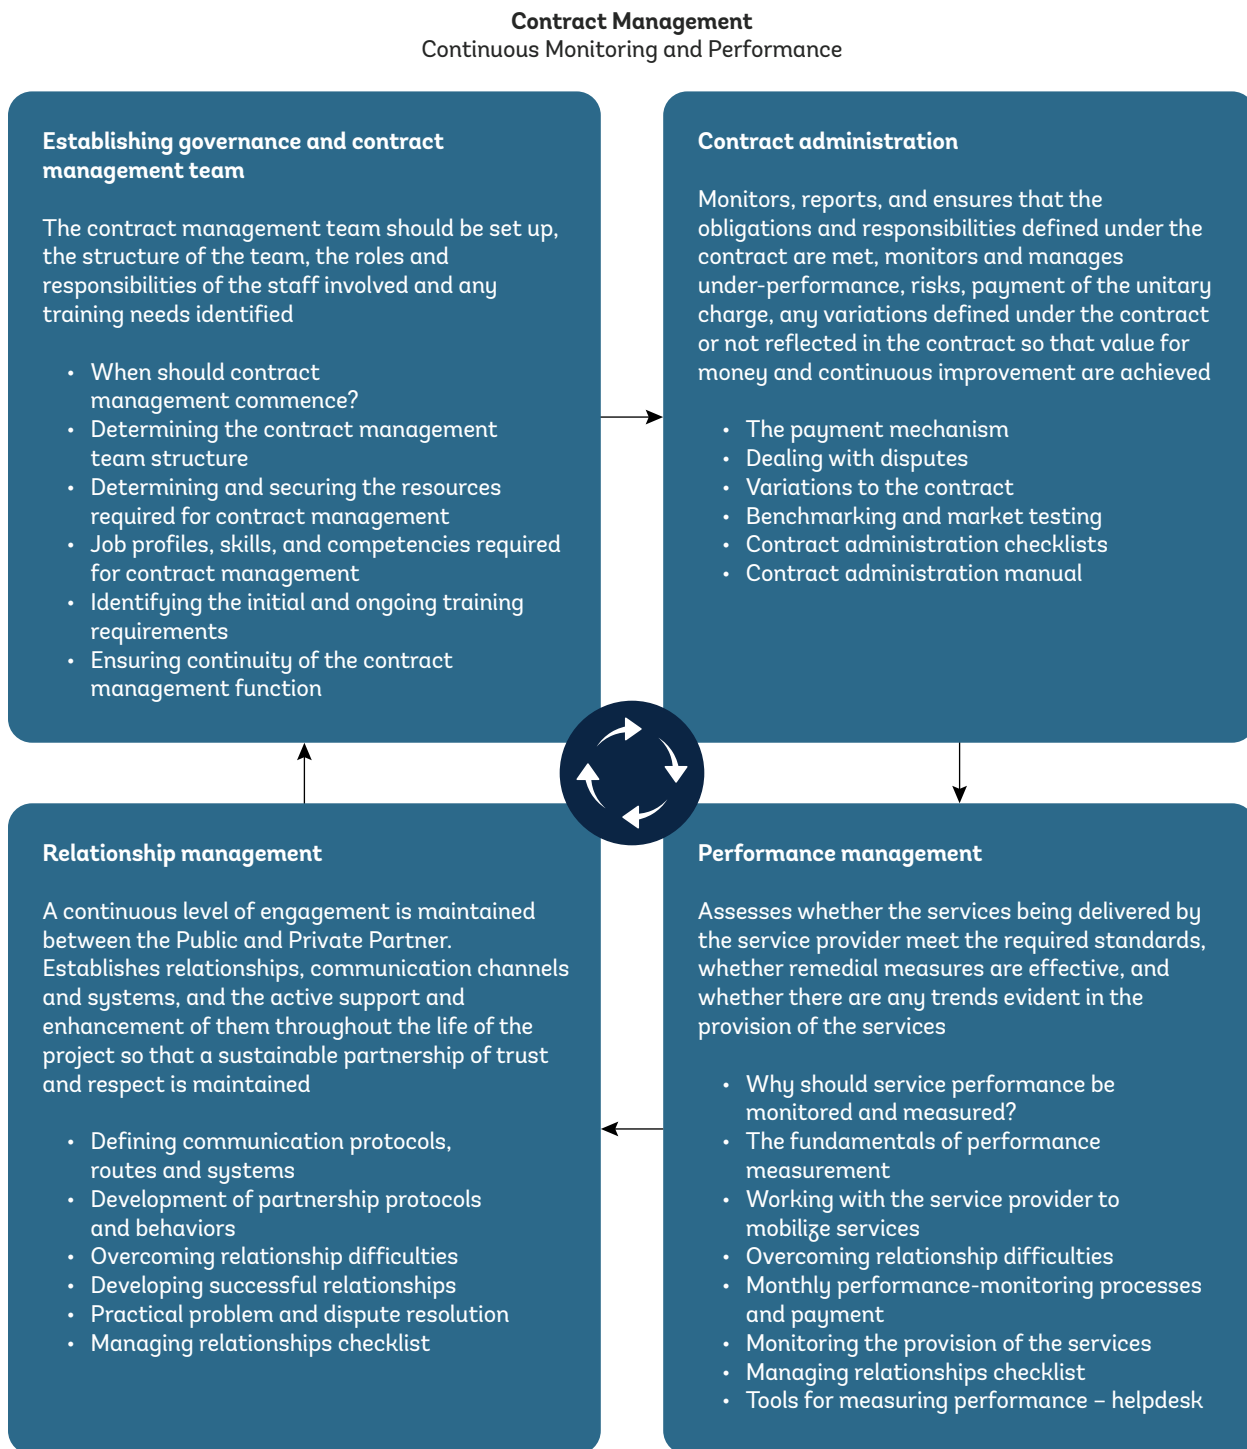 Contract Management
Continuous Monitoring and Performance
Establishing governance and contract
management team
The contract management team should be set up,
the structure of the team, the roles and
responsibilities of the staff involved and any
training needs identified
• When should contract
management commence?
• Determining the contract management
team structure
• Determining and securing the resources
required for contract management
• Job profiles, skills, and competencies required
for contract management
• Identifying the initial and ongoing training
requirements
• Ensuring continuity of the contract
management function
Contract administration
Monitors, reports, and ensures that the
obligations and responsibilities defined under the
contract are met, monitors and manages
under-performance, risks, payment of the unitary
charge, any variations defined under the contract
or not reflected in the contract so that value for
money and continuous improvement are achieved
• The payment mechanism
• Dealing with disputes
• Variations to the contract
• Benchmarking and market testing
• Contract administration checklists
• Contract administration manual
Relationship management
A continuous level of engagement is maintained
between the Public and Private Partner.
Establishes relationships, communication channels
and systems, and the active support and
enhancement of them throughout the life of the
project so that a sustainable partnership of trust
and respect is maintained
• Defining communication protocols,
routes and systems
• Development of partnership protocols
and behaviors
• Overcoming relationship difficulties
• Developing successful relationships
• Practical problem and dispute resolution
• Managing relationships checklist
Performance management
Assesses whether the services being delivered by
the service provider meet the required standards,
whether remedial measures are effective, and
whether there are any trends evident in the
provision of the services
• Why should service performance be
monitored and measured?
• The fundamentals of performance
measurement
• Working with the service provider to
mobilize services
• Overcoming relationship difficulties
• Monthly performance-monitoring processes
and payment
• Monitoring the provision of the services
• Managing relationships checklist
• Tools for measuring performance – helpdesk